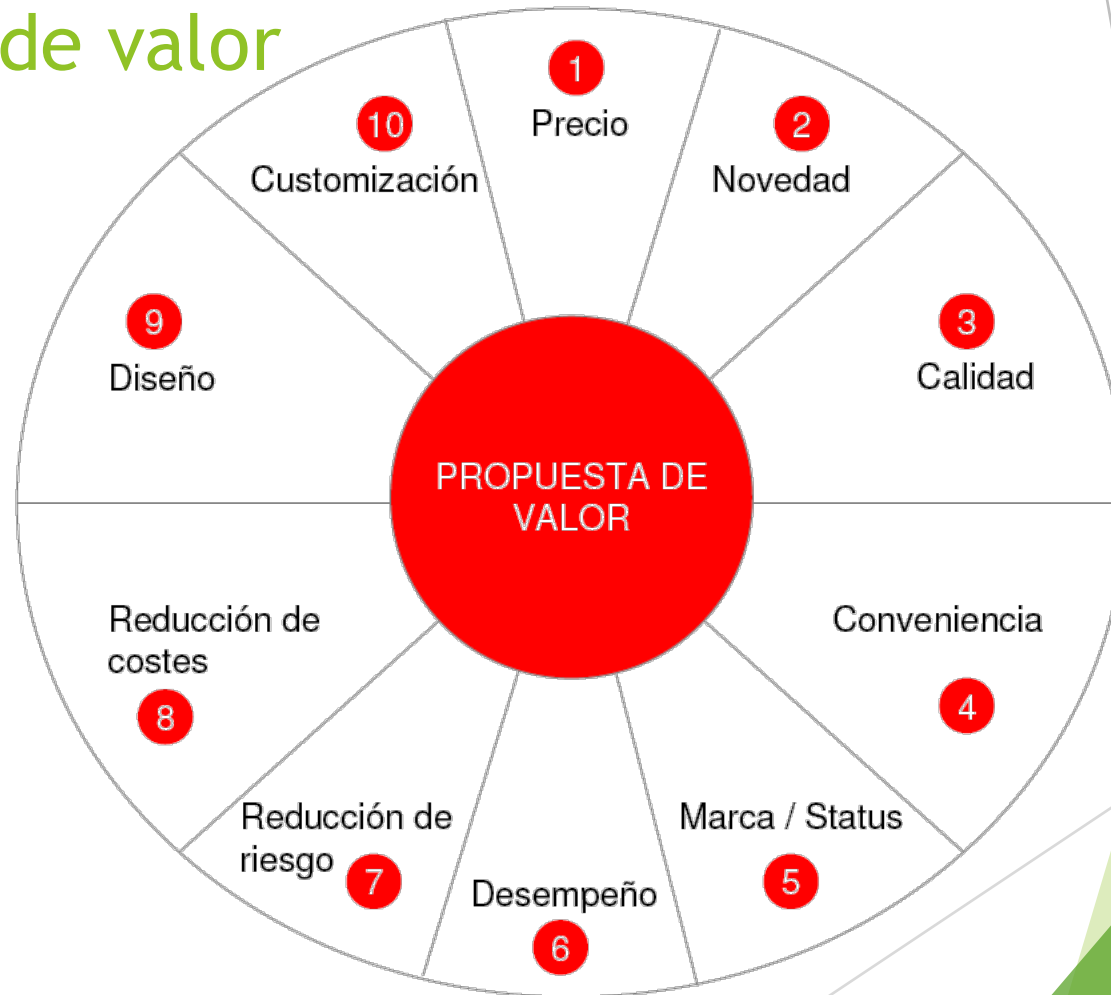 de valor
1
Precio
2
Novedad
3
Calidad
Conveniencia
4
Marca / Status
5
Desempeño
6
Reducción de
riesgo
7
Reducción de
costes
8
9
Diseño
10
Customización
PROPUESTA DE
VALOR